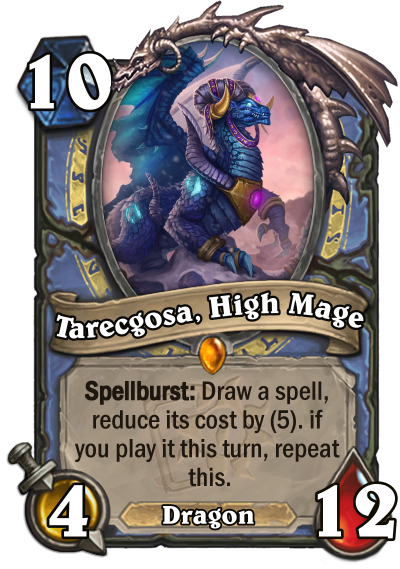 10
Tarecgosa, High Mage
Spellburst: Draw a spell,
reduce its cost by (5). if
you play it this turn, repeat
this.
4
Dragon
12